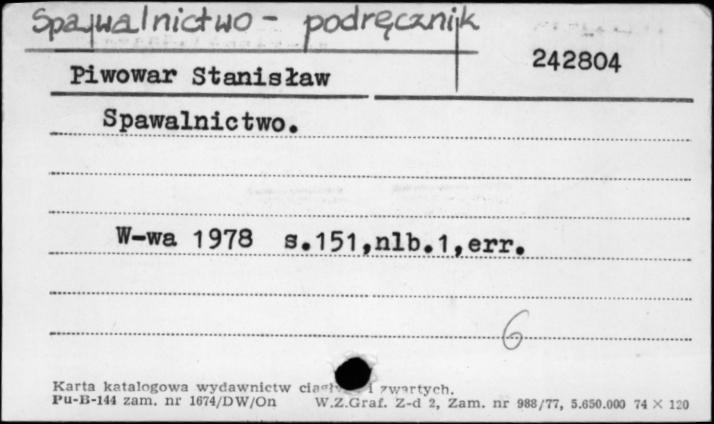 Spawalnictwo - podręcznik
242804
Piwowar Stanisław
Spawalnictwo.
W-wa 1978 s.151,nlb.1,err.
6
Karta katalogowa wydawnictw i zwartych.
Pu-B-144 zam. nr 1674/DW/On W.Z.Graf. Z-d 2, Zam. nr 988/77, 5.650.000 74 × 120